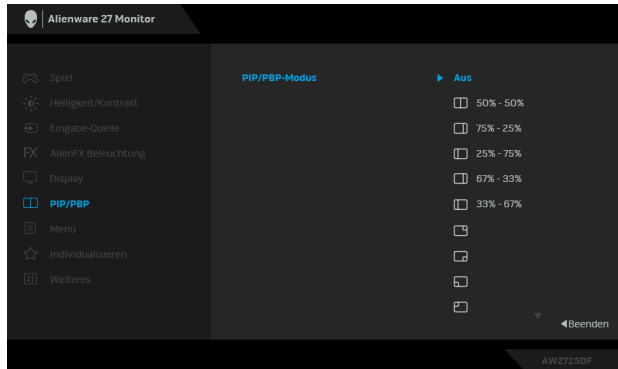 Alienware 27 Monitor
Spiel
Helligkeit/Kontrast
Eingabe-Quelle
AlienFX Beleuchtung
Display
PIP/PBP
Menü
Individualisieren
Weiteres
PIP/PBP-Modus
Aus
50% - 50%
75% - 25%
25% - 75%
67% - 33%
33% - 67%
Beenden
AW2725DF